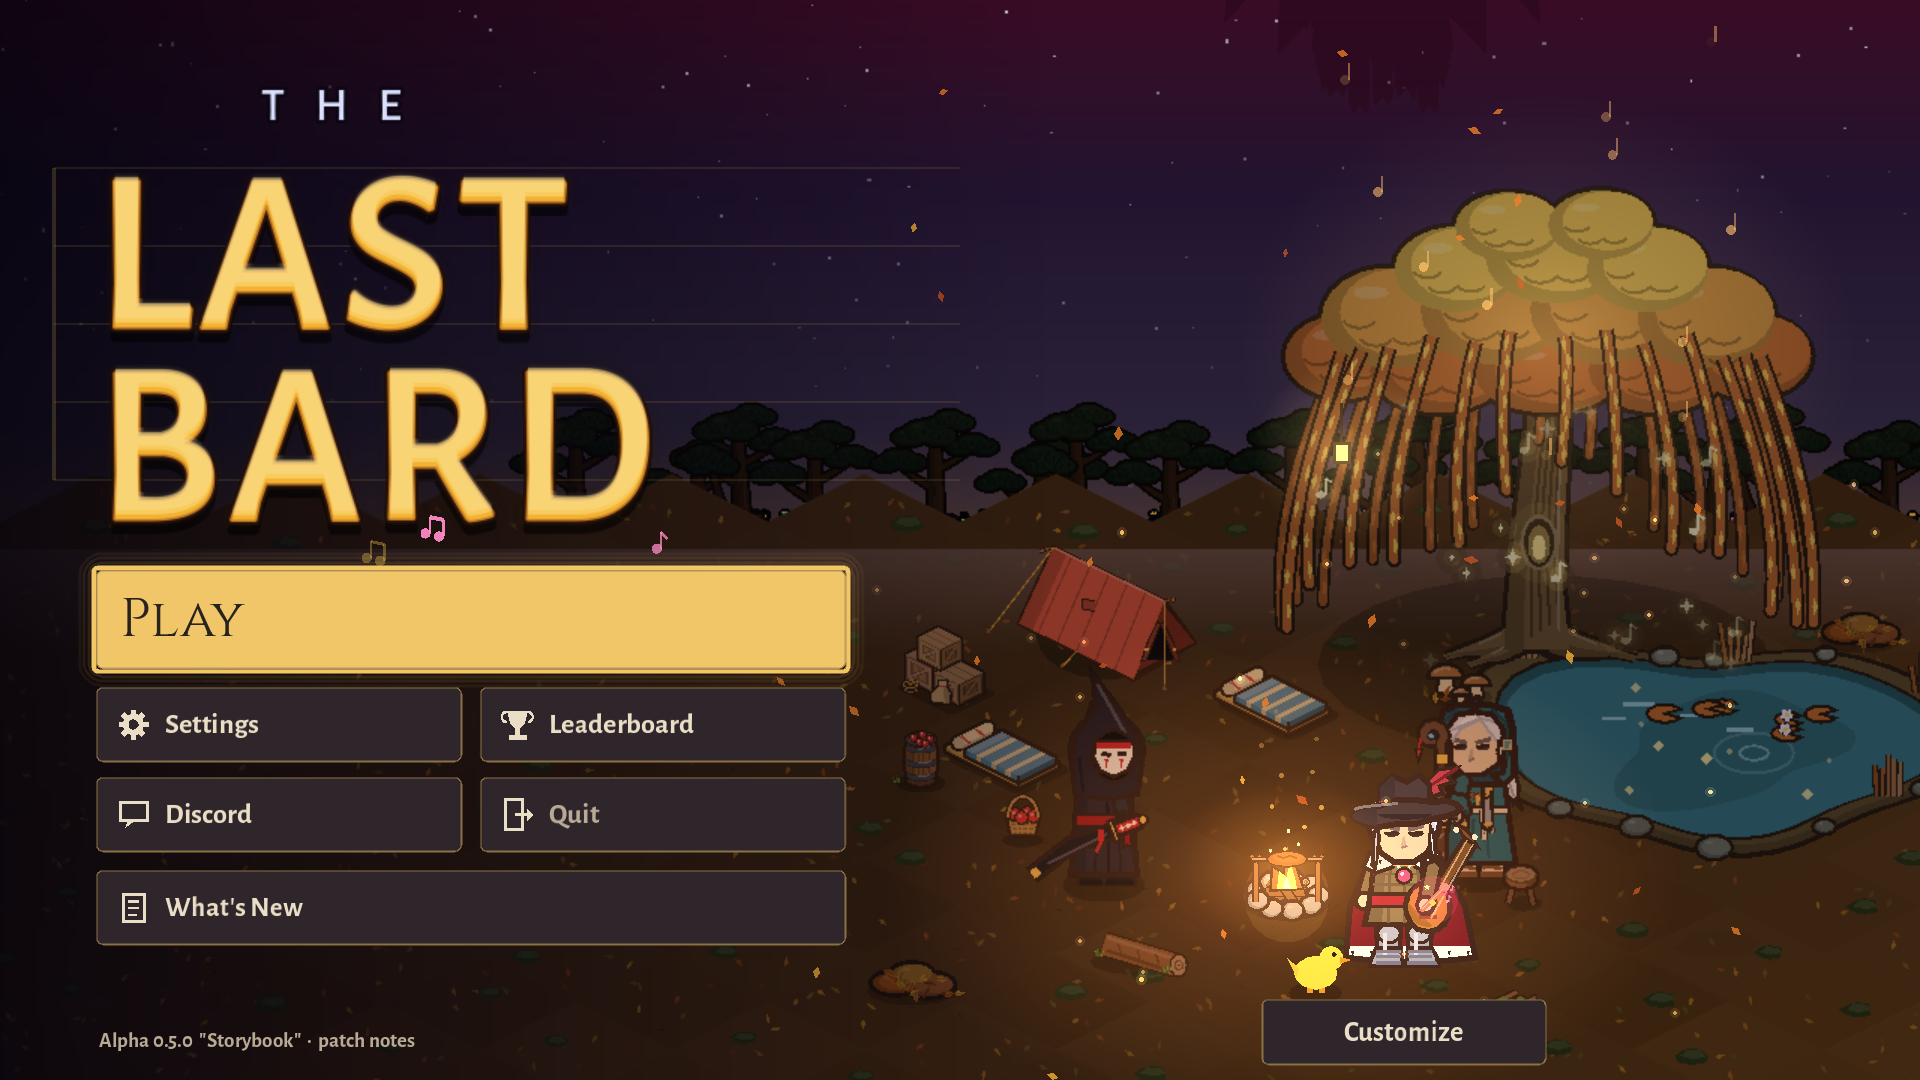 THE
LAST
BARD
Play
Settings
Leaderboard
Discord
Quit
What's New
Alpha 0.5.0 "Storybook" · patch notes
Customize